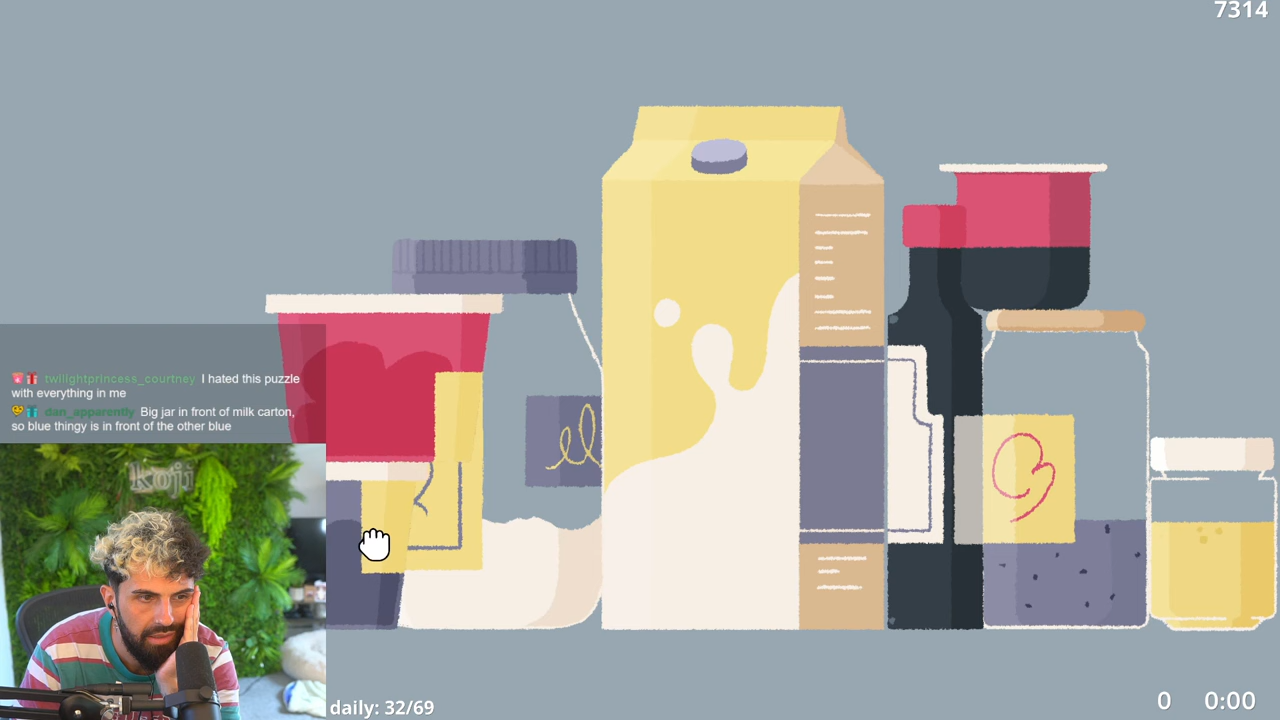 7314
twilightprincess_courtney I hated this puzzle
with everything in me
dan_apparently Big jar in front of milk carton,
so blue thingy is in front of the other blue
koji
daily: 32/69
0 0:00